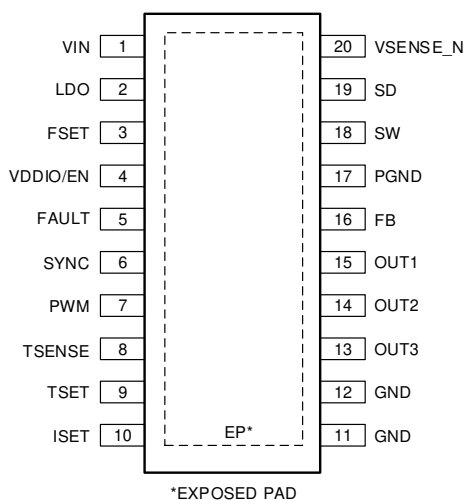 VIN 1 20 VSENSE_N
LDO 2 19 SD
FSET 3 18 SW
VDDIO/EN 4 17 PGND
FAULT 5 16 FB
SYNC 6 15 OUT1
PWM 7 14 OUT2
TSENSE 8 13 OUT3
TSET 9 12 GND
ISET 10 EP* 11 GND
*EXPOSED PAD